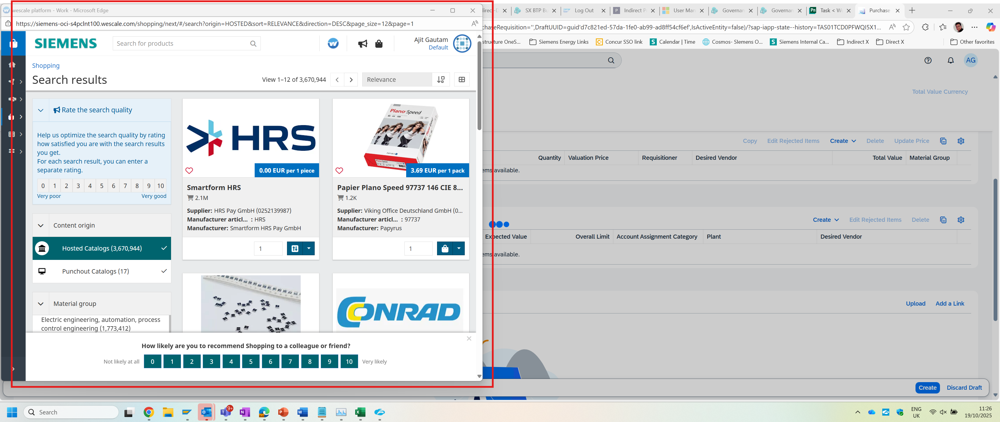 wescale platform - Work - Microsoft Edge
https://siemens-oci-s4pclnt100.wescale.com/shopping/next/#/search?origin=HOSTED&sort=RELEVANCE&direction=DESC&page_size=12&page=1
SIEMENS
Search for products
Ajit Gautam
Default
Shopping
Search results
View 1–12 of 3,670,944
Relevance
Rate the search quality
Help us optimize the search quality by rating
how satisfied you are with the search results
you get.
For each search result, you can enter a
separate rating.
0 1 2 3 4 5 6 7 8 9 10
Very poor Very good
Content origin
Hosted Catalogs (3,670,944)
Punchout Catalogs (17)
Material group
Electric engineering, automation, process
control engineering (1,773,412)
HRS
0.00 EUR per 1 piece
Smartform HRS
2.1M
Supplier: HRS Pay GmbH (0252139987)
Manufacturer articl... : HRS
Manufacturer: Smartform HRS Pay GmbH
1
Plano Speed
3.69 EUR per 1 pack
Papier Plano Speed 97737 146 CIE 8...
1.2K
Supplier: Viking Office Deutschland GmbH (0...
Manufacturer articl... : 97737
Manufacturer: Papyrus
1
CONRAD
How likely are you to recommend Shopping to a colleague or friend?
Not likely at all 0 1 2 3 4 5 6 7 8 9 10 Very likely
SX BTP Bu
Log Out
Indirect P
User Man
Governan
Governan
Task < W
Purchase
chaseRequisition='',DraftUUID=guid'd7c821ed-57da-1fe0-ab99-ad8ff54cf6ef',IsActiveEntity=false)/?sap-iapp-state--history=TAS01TCD0PFWQI5X1...
structure OneS...
Siemens Energy Links
Concur SSO link
Calendar | Time
Cosmos- SIemens O...
Siemens Internal Ca...
Indirect X
Direct X
Other favorites
AG
Total Value Currency
Copy Edit Rejected Items Create Delete Update Price
Quantity Valuation Price Requisitioner Desired Vendor Total Value Material Group
ems available.
Create Edit Rejected Items Delete
Expected Value Overall Limit Account Assignment Category Plant Desired Vendor
ems available.
Upload Add a Link
Create Discard Draft
Search
9+
ENG
UK
11:26
19/10/2025